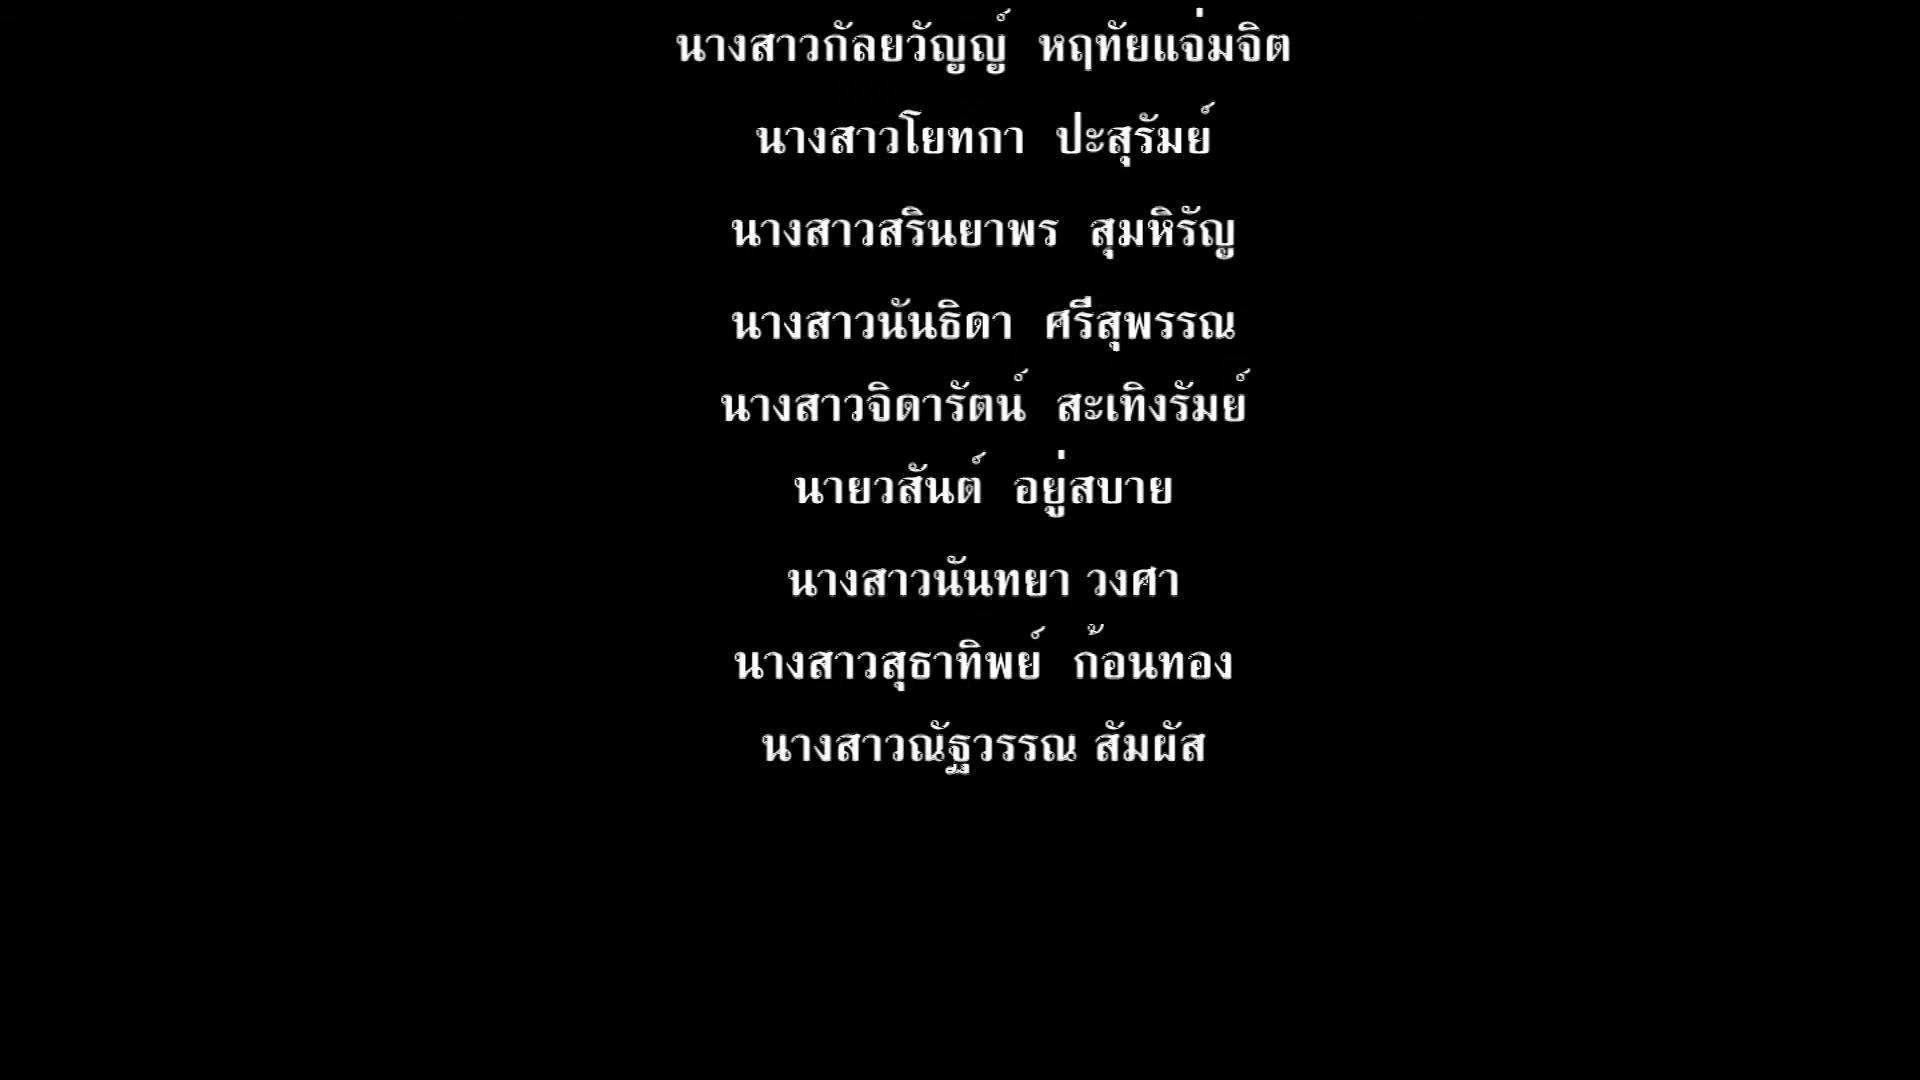 นางสาวกัลยวัญญ์ หฤทัยแจ่มจิต
นางสาวโยทกา ปะสุรัมย์
นางสาวสรินยาพร สุมหิรัญ
นางสาวนันธิดา ศรีสุพรรณ
นางสาวจิดารัตน์ สะเทิงรัมย์
นายวสันต์ อยู่สบาย
นางสาวนันทยา วงศา
นางสาวสุธาทิพย์ ก้อนทอง
นางสาวณัฐวรรณ สัมผัส